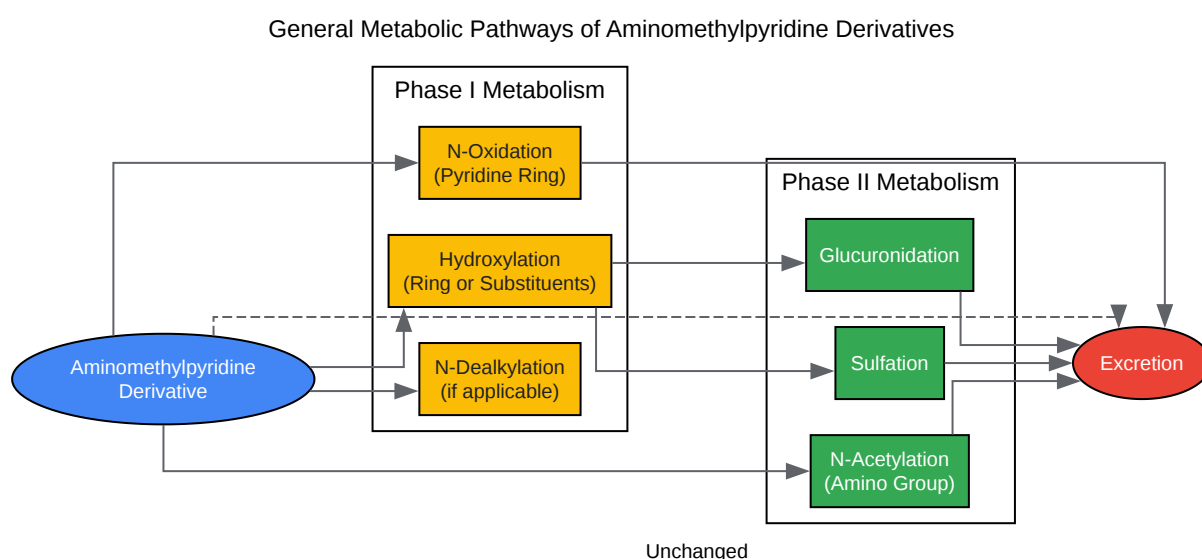 General Metabolic Pathways of Aminomethylpyridine Derivatives
Phase I Metabolism
N-Oxidation
(Pyridine Ring)
Phase II Metabolism
Hydroxylation
(Ring or Substituents)
Glucuronidation
Aminomethylpyridine
Derivative
N-Dealkylation
(if applicable)
Sulfation
Excretion
N-Acetylation
(Amino Group)
Unchanged